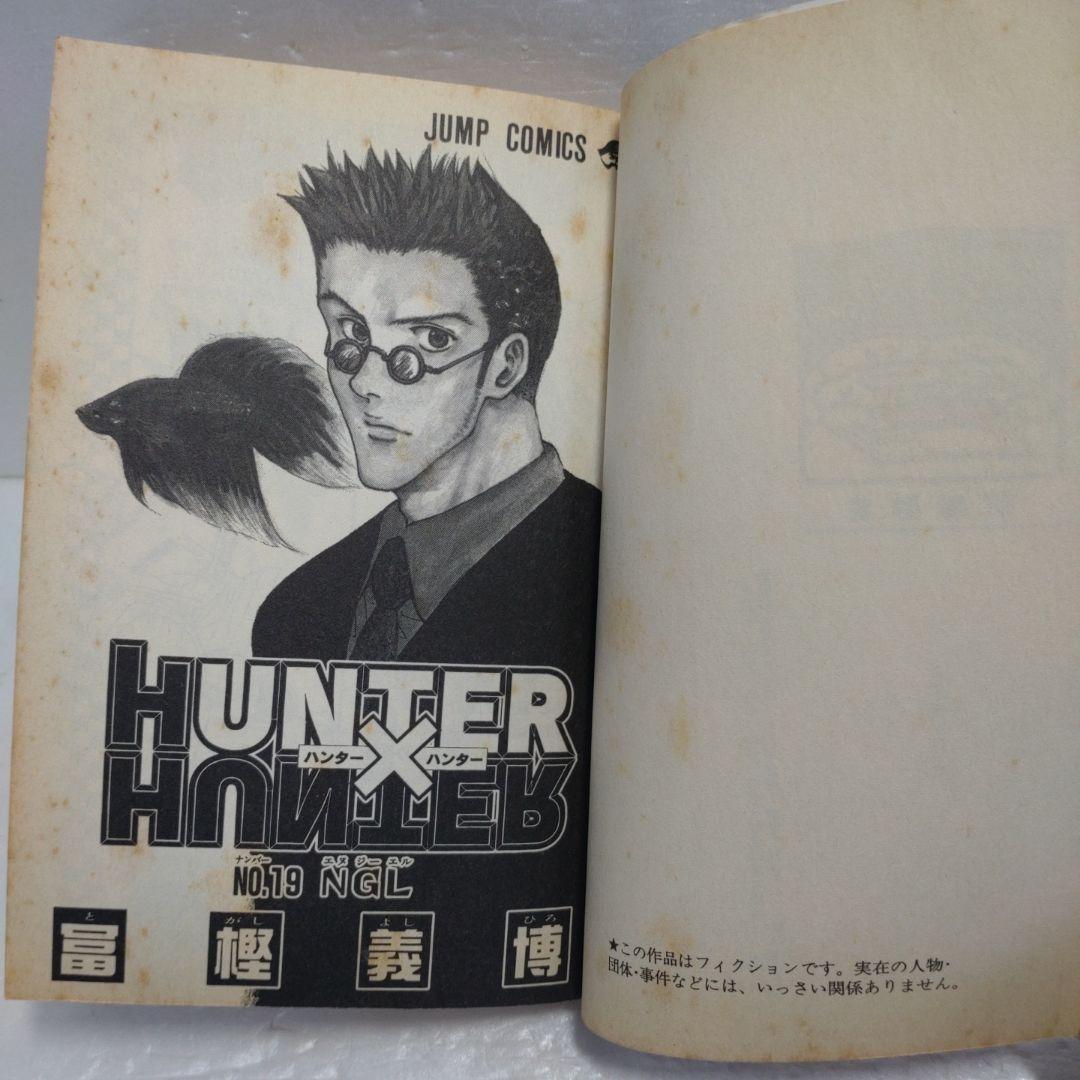 JUMP COMICS
HUNTER
×
ハンター ハンター
HUNTER
ナンバー エヌ ジー エル
NO.19 NGL
と がし よし ひろ
冨 樫 義 博
★この作品はフィクションです。実在の人物・
団体・事件などには、いっさい関係ありません。